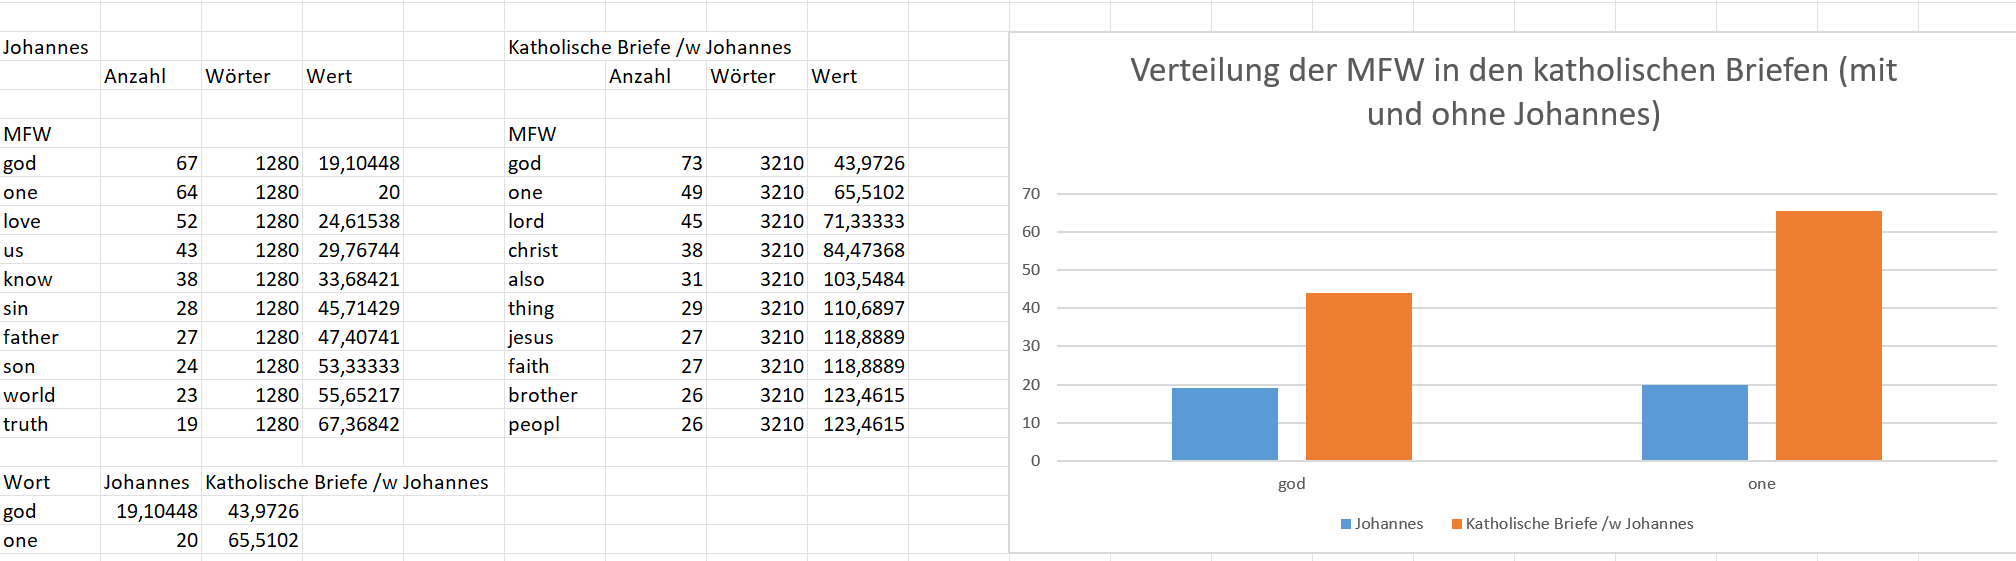 Johannes Katholische Briefe /w Johannes
Anzahl Wörter Wert Anzahl Wörter Wert
MFW MFW
god 67 1280 19,10448 god 73 3210 43,9726
one 64 1280 20 one 49 3210 65,5102
love 52 1280 24,61538 lord 45 3210 71,33333
us 43 1280 29,76744 christ 38 3210 84,47368
know 38 1280 33,68421 also 31 3210 103,5484
sin 28 1280 45,71429 thing 29 3210 110,6897
father 27 1280 47,40741 jesus 27 3210 118,8889
son 24 1280 53,33333 faith 27 3210 118,8889
world 23 1280 55,65217 brother 26 3210 123,4615
truth 19 1280 67,36842 peopl 26 3210 123,4615
Wort Johannes Katholische Briefe /w Johannes
god 19,10448 43,9726
one 20 65,5102
Verteilung der MFW in den katholischen Briefen (mit
und ohne Johannes)
70
60
50
40
30
20
10
0
god one
Johannes Katholische Briefe /w Johannes